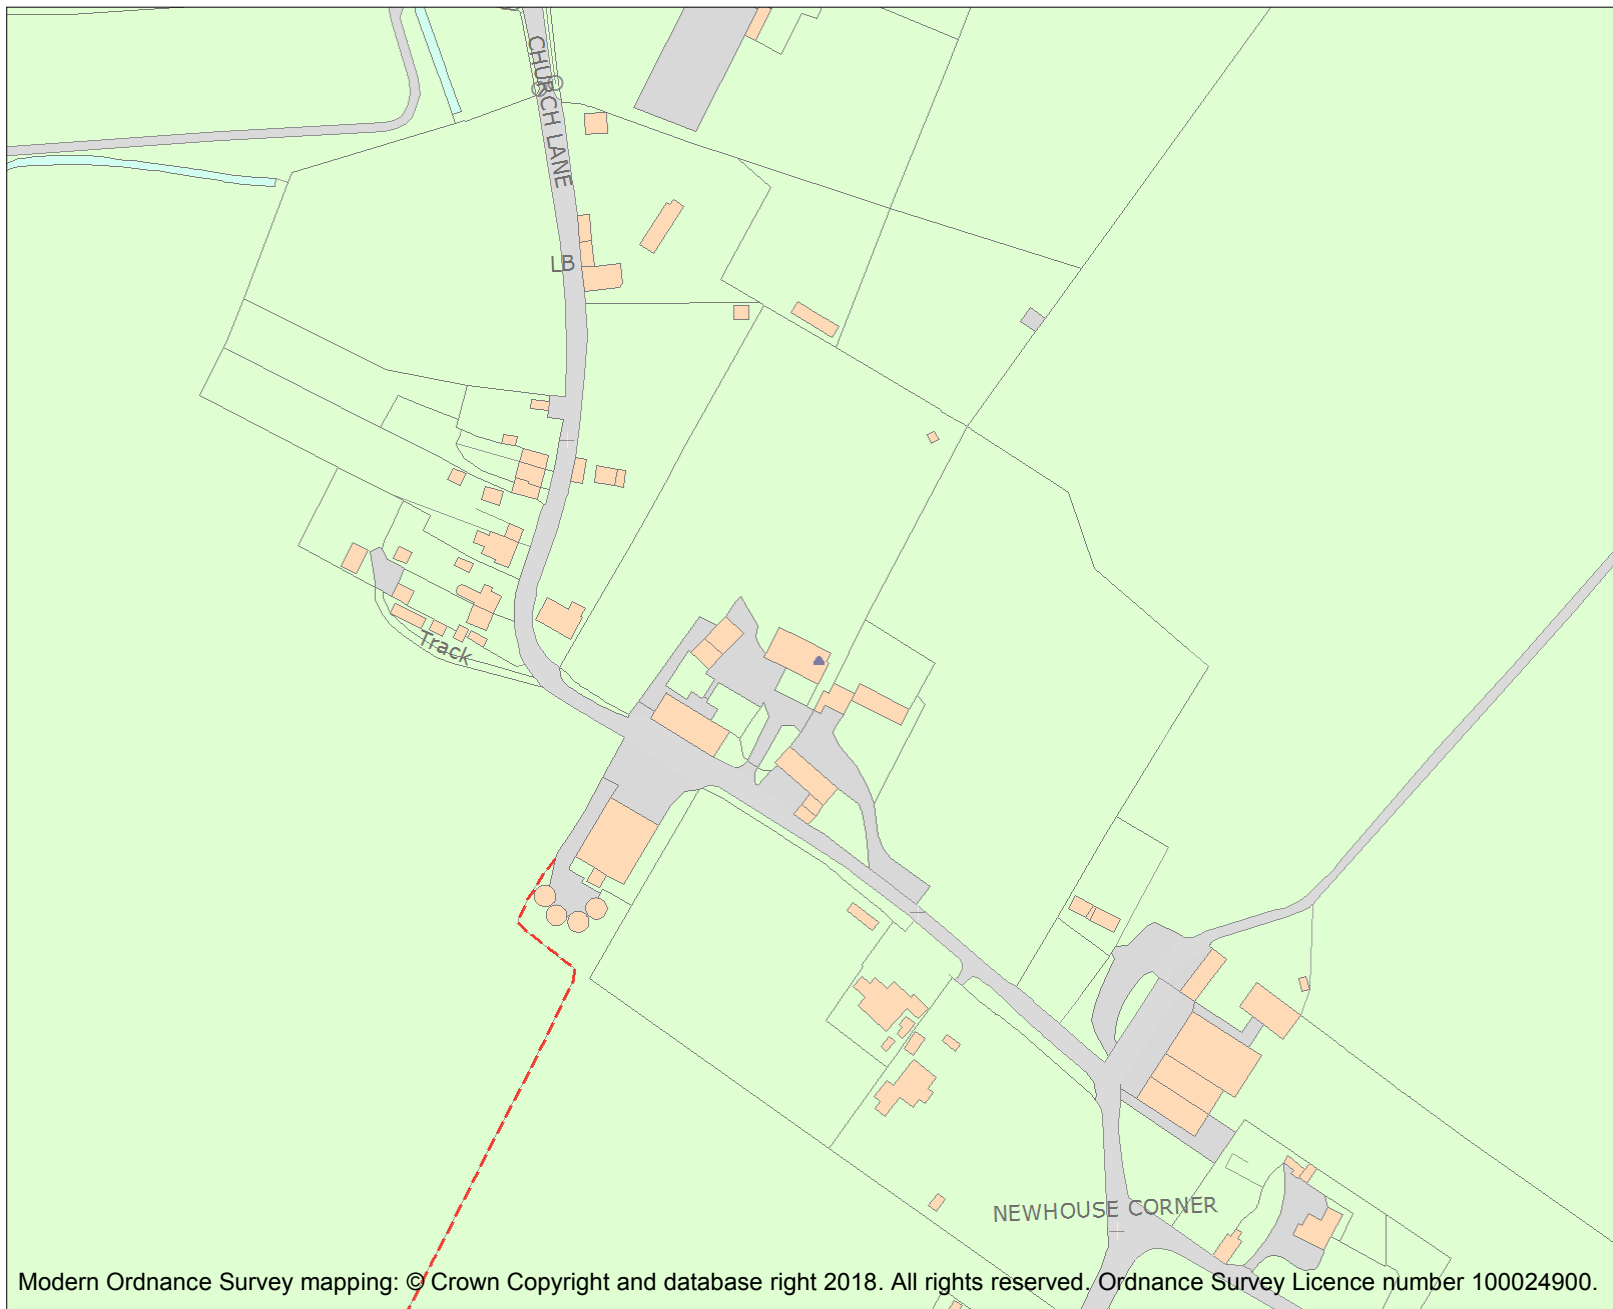 CHURCH LANE
LB
Track
NEWHOUSE CORNER
Modern Ordnance Survey mapping: © Crown Copyright and database right 2018. All rights reserved. Ordnance Survey Licence number 100024900.